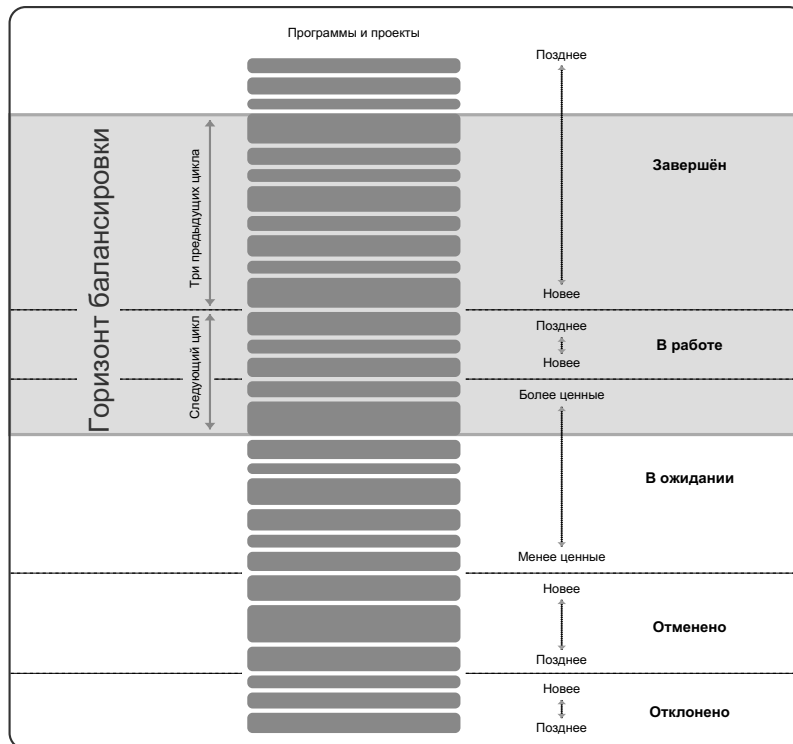 Программы и проекты
Позднее
Горизонт балансировки
Три предыдущих цикла
Завершён
Новее
Следующий цикл
Позднее
В работе
Новее
Более ценные
В ожидании
Менее ценные
Новее
Отменено
Позднее
Новее
Отклонено
Позднее